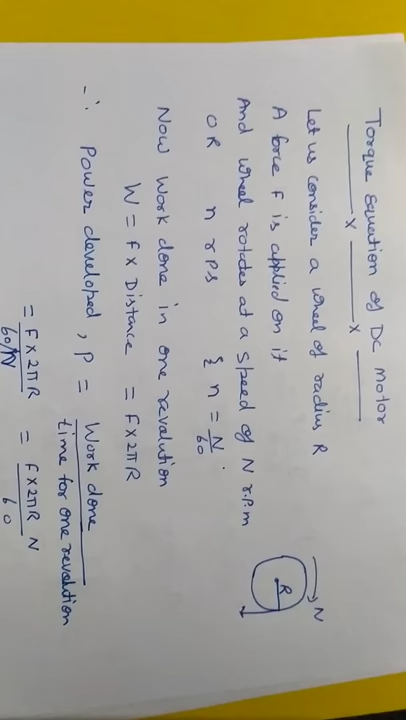 Torque equation of DC motor
x x
Let us consider a wheel of radius R
A force F is applied on it
And wheel rotates at a speed of N r.p.m
OR n rps { n = N/60 .
R
N
Now work done in one revolution
W = F x Distance = F x 2πR
∴ Power developed, P = Work done / time for one revolution
= F x 2πR / 60/N = F x 2πR N / 60